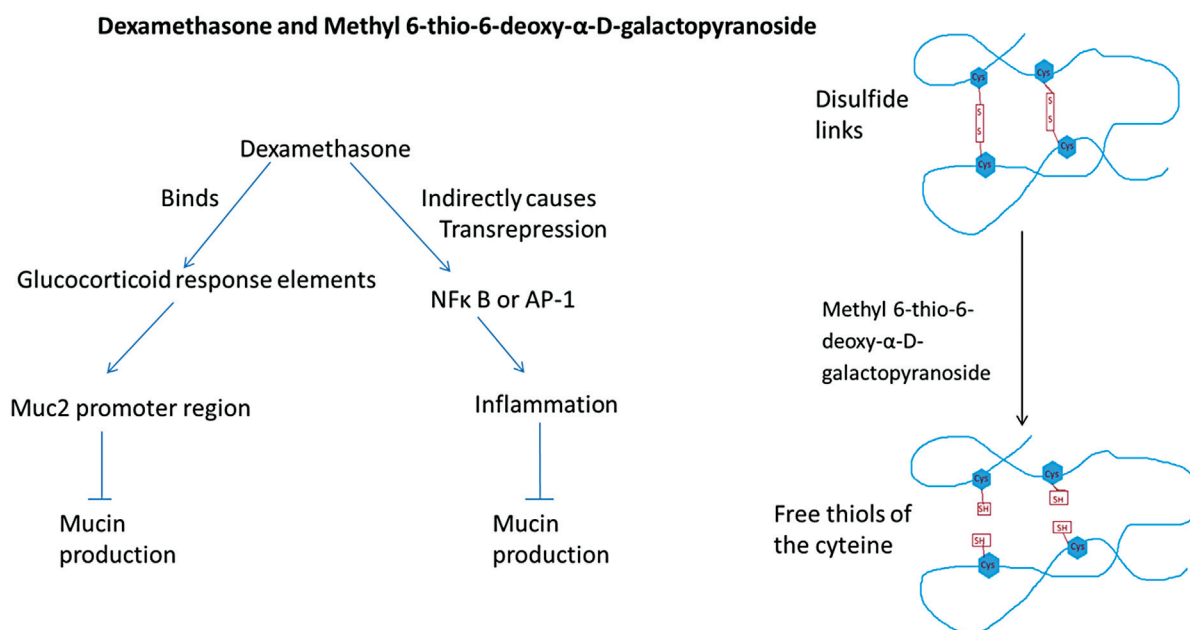 Dexamethasone and Methyl 6-thio-6-deoxy-α-D-galactopyranoside
Dexamethasone
Binds
Indirectly causes
Transrepression
Glucocorticoid response elements
NFκ B or AP-1
Muc2 promoter region
Inflammation
Mucin
production
Mucin
production
Disulfide
links
Cys
Cys
S
S
S
S
Cys
Cys
Methyl 6-thio-6-
deoxy-α-D-
galactopyranoside
Free thiols of
the cyteine
Cys
Cys
SH
SH
SH
SH
Cys
Cys